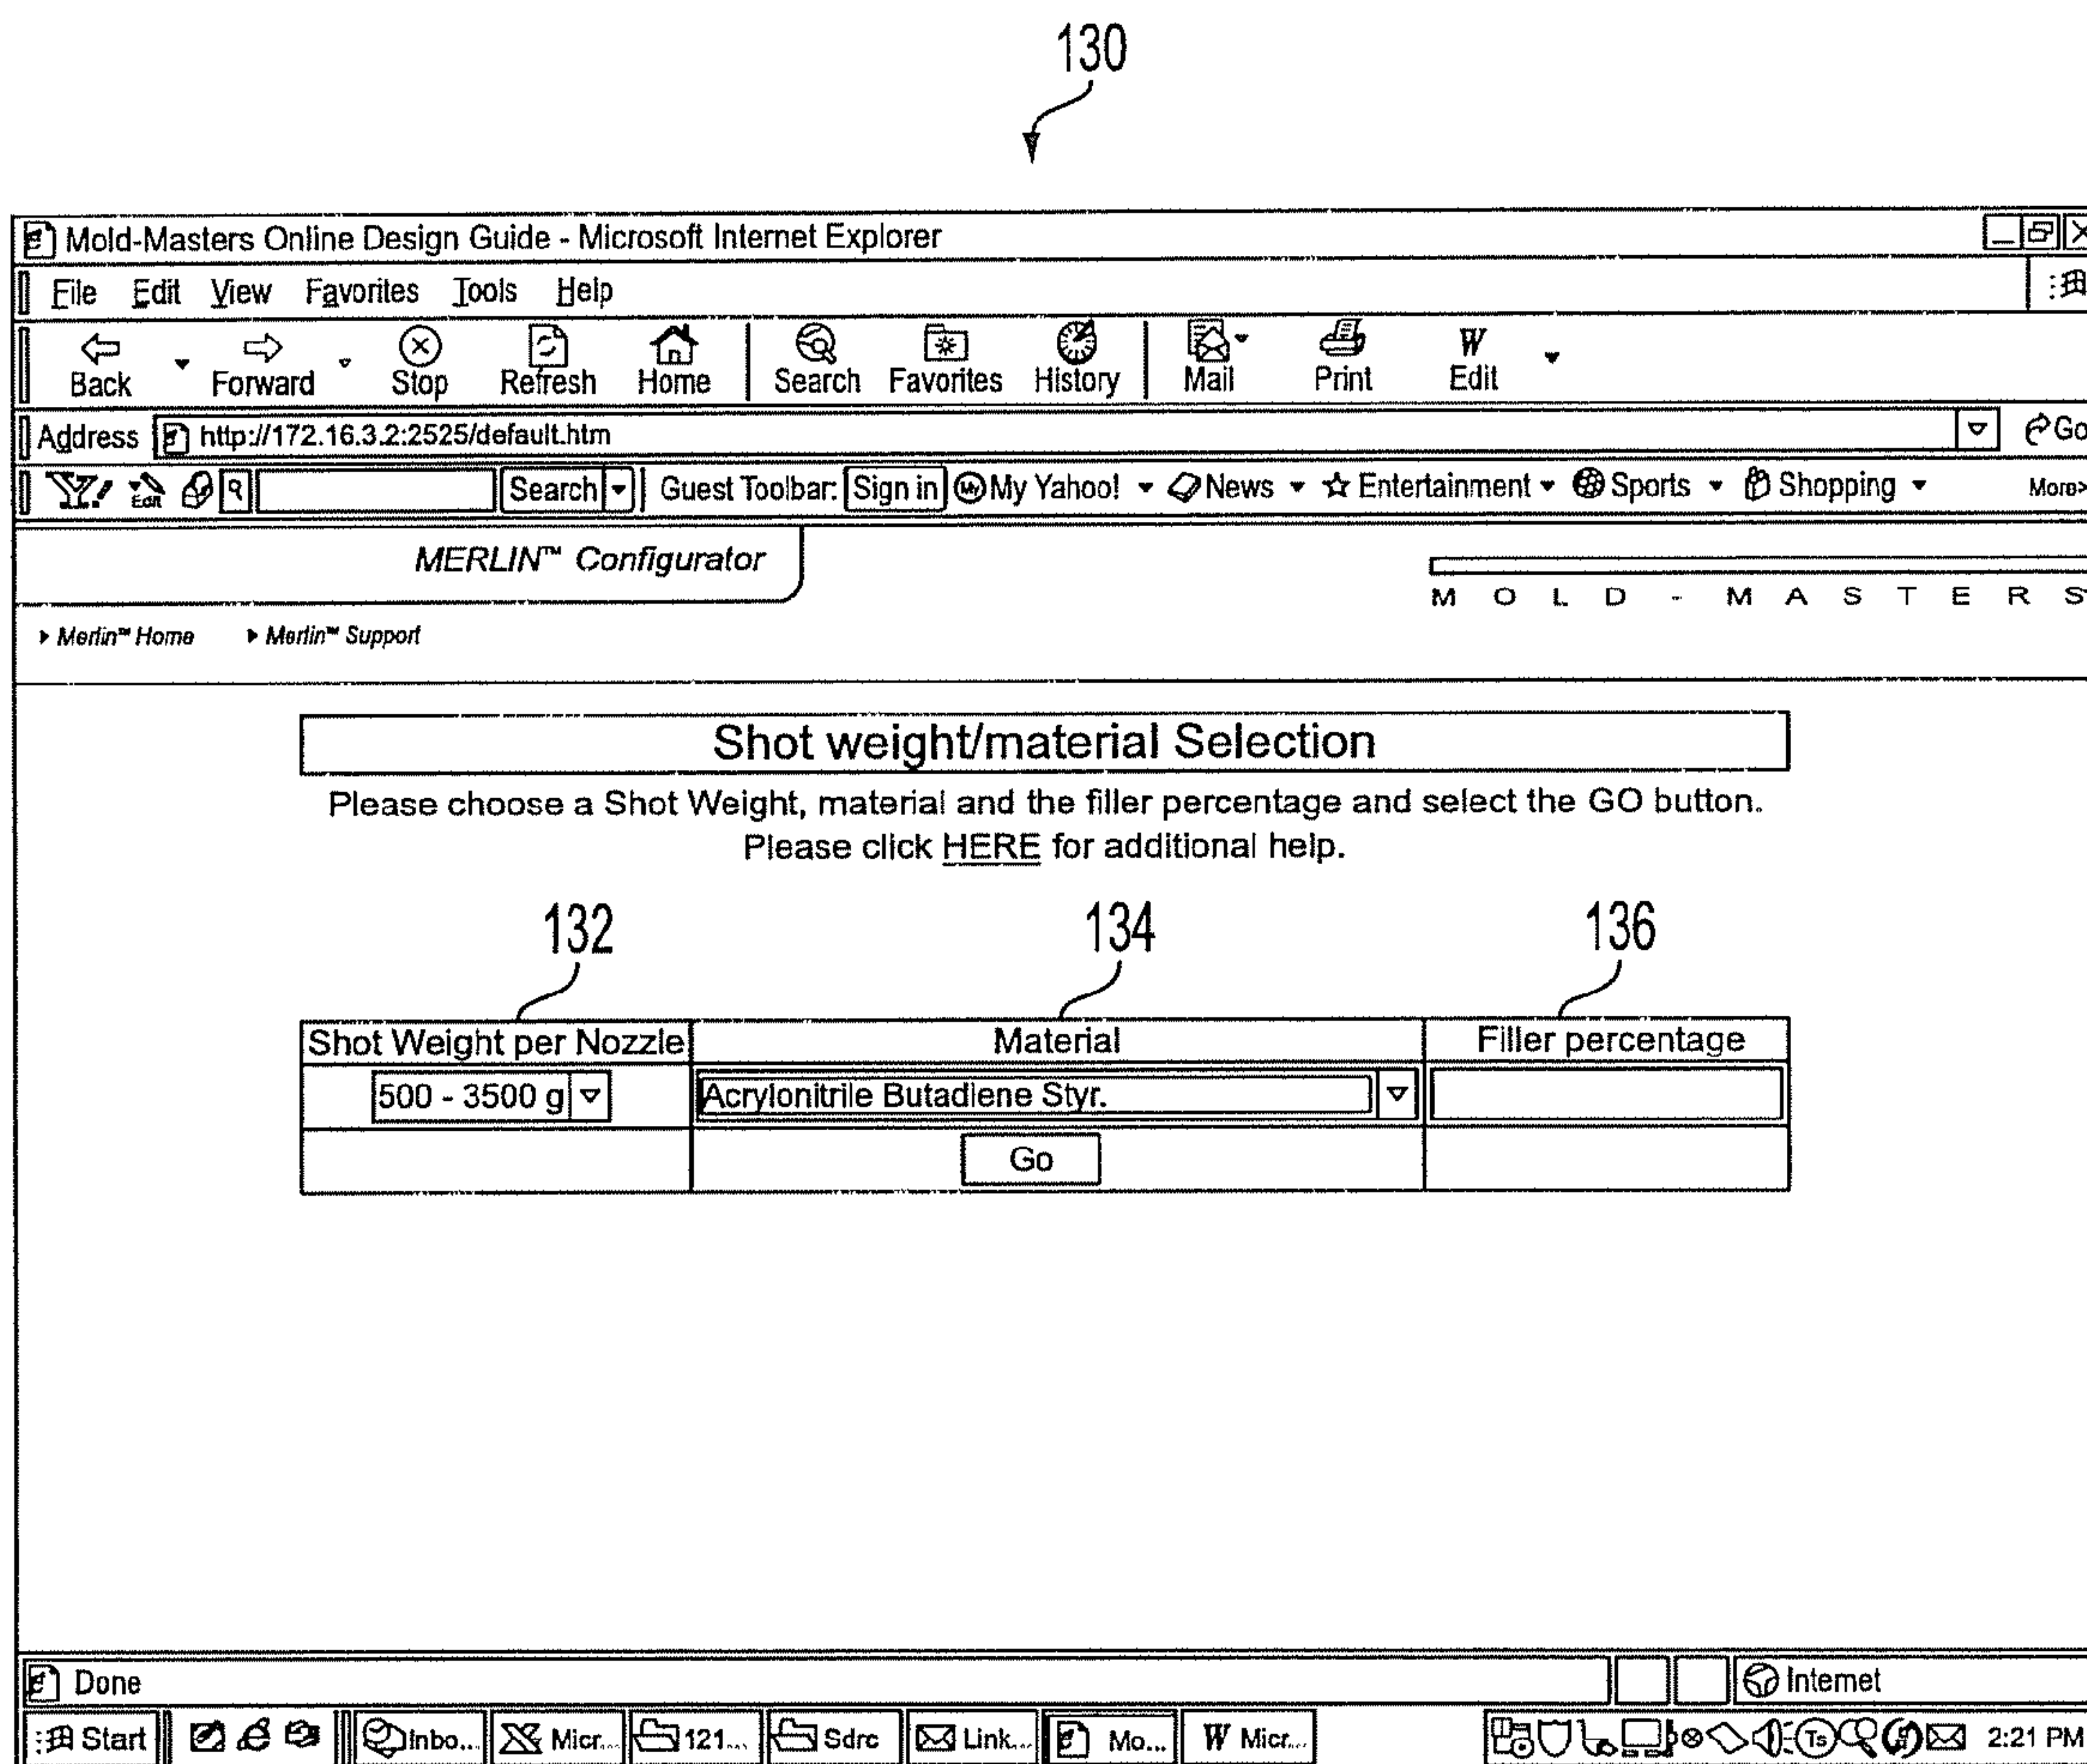 130
Mold-Masters Online Design Guide - Microsoft Internet Explorer
File Edit View Favorites Tools Help
Back Forward Stop Refresh Home Search Favorites History Mail Print Edit
Address http://172.16.3.2:2525/default.htm Go
Y! Edit Search Guest Toolbar: Sign in My Yahoo! News Entertainment Sports Shopping More>
MERLIN™ Configurator
MOLD-MASTERS
Merlin™ Home Merlin™ Support
Shot weight/material Selection
Please choose a Shot Weight, material and the filler percentage and select the GO button.
Please click HERE for additional help.
132 134 136
Shot Weight per Nozzle Material Filler percentage
500 - 3500 g Acrylonitrile Butadiene Styr.
Go
Done Internet
Start Inbo... Micr... 121... Sdrc Link... Mo... W Micr... 2:21 PM